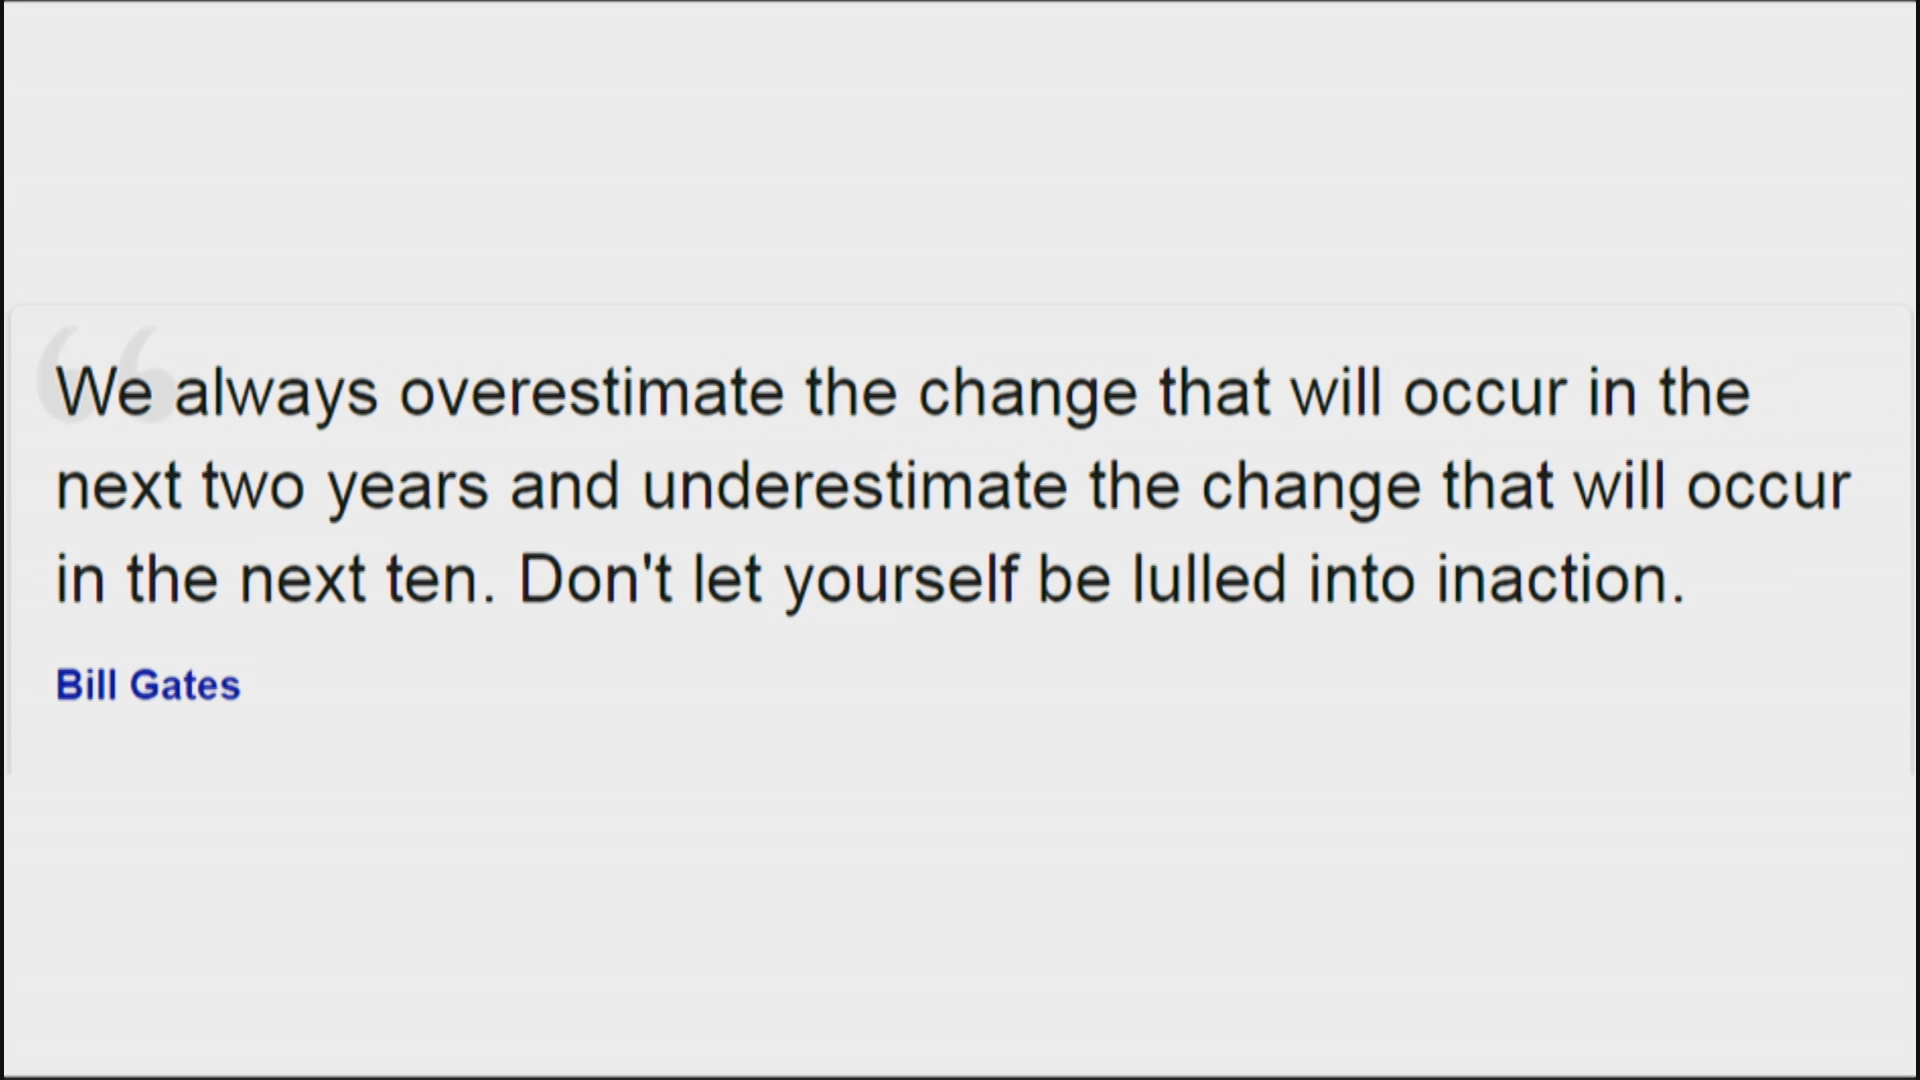 We always overestimate the change that will occur in the
next two years and underestimate the change that will occur
in the next ten. Don't let yourself be lulled into inaction.
Bill Gates